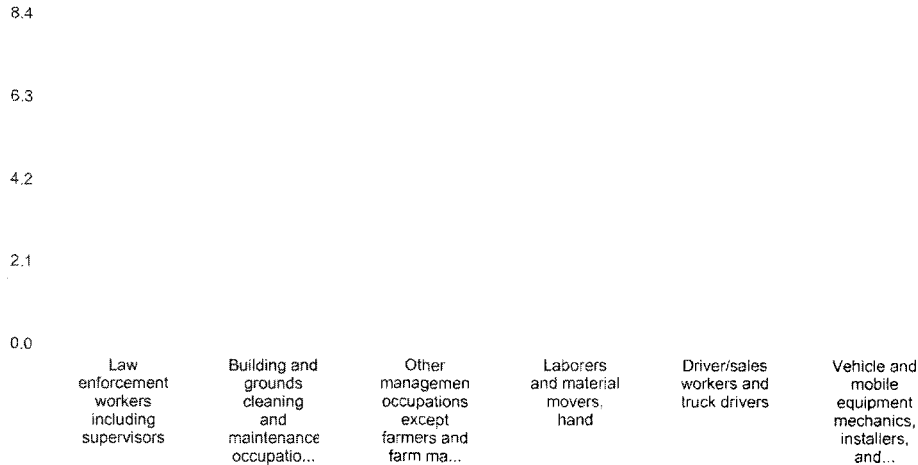 8.4
6.3
4.2
2.1
0.0
Law
enforcement
workers
including
supervisors
Building and
grounds
cleaning
and
maintenance
occupatio...
Other
managemen
occupations
except
farmers and
farm ma...
Laborers
and material
movers,
hand
Driver/sales
workers and
truck drivers
Vehicle and
mobile
equipment
mechanics,
installers,
and...